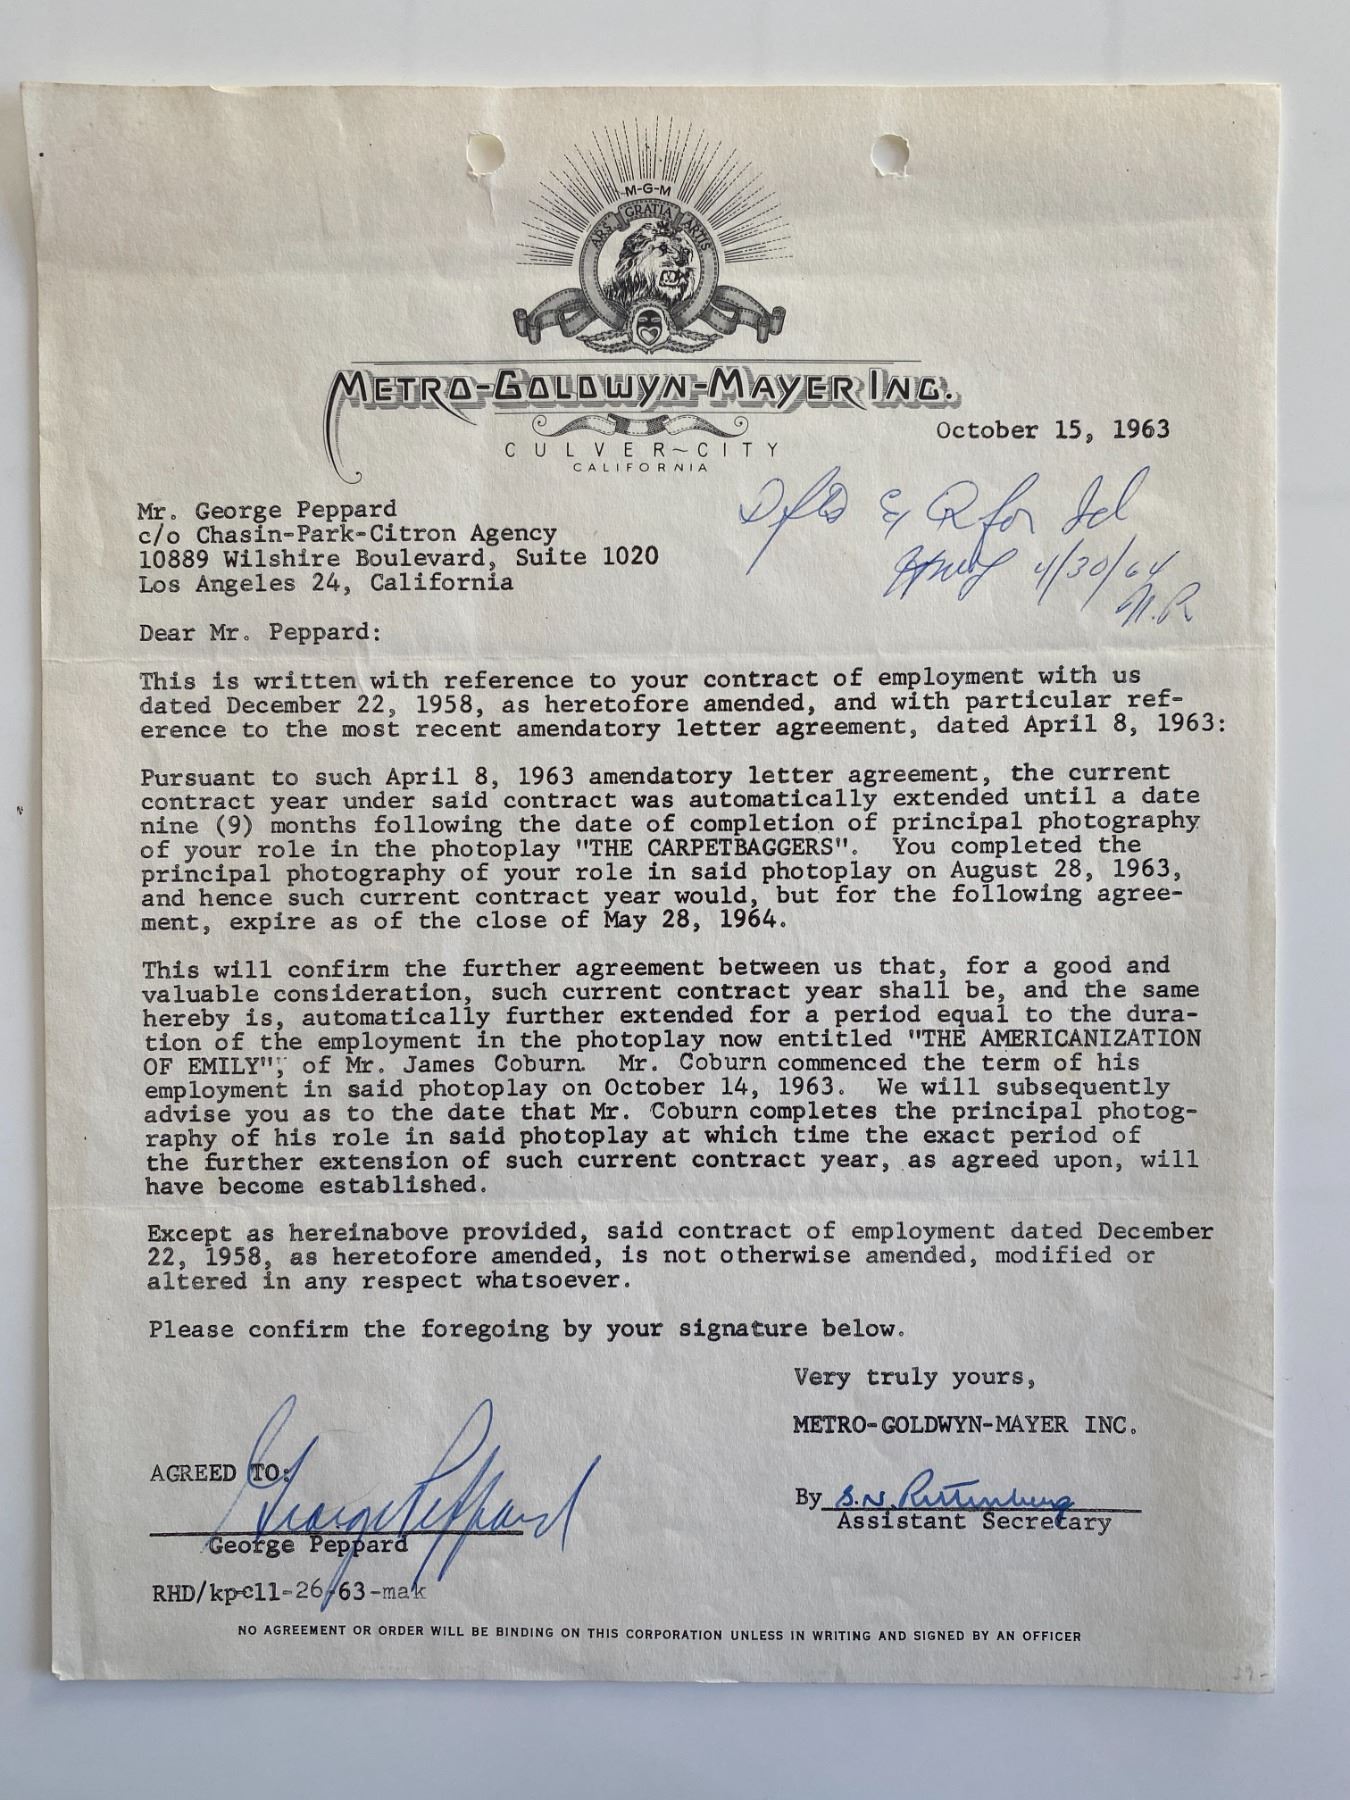 M-G-M
ARS GRATIA ARTIS
METRO-GOLDWYN-MAYER INC.
CULVER~CITY
CALIFORNIA
October 15, 1963
Mr. George Peppard
c/o Chasin-Park-Citron Agency
10889 Wilshire Boulevard, Suite 1020
Los Angeles 24, California
& R for
4/30/64
N.R
Dear Mr. Peppard:
This is written with reference to your contract of employment with us
dated December 22, 1958, as heretofore amended, and with particular ref-
erence to the most recent amendatory letter agreement, dated April 8, 1963:
Pursuant to such April 8, 1963 amendatory letter agreement, the current
contract year under said contract was automatically extended until a date
nine (9) months following the date of completion of principal photography
of your role in the photoplay "THE CARPETBAGGERS". You completed the
principal photography of your role in said photoplay on August 28, 1963,
and hence such current contract year would, but for the following agree-
ment, expire as of the close of May 28, 1964.
This will confirm the further agreement between us that, for a good and
valuable consideration, such current contract year shall be, and the same
hereby is, automatically further extended for a period equal to the dura-
tion of the employment in the photoplay now entitled "THE AMERICANIZATION
OF EMILY", of Mr. James Coburn. Mr. Coburn commenced the term of his
employment in said photoplay on October 14, 1963. We will subsequently
advise you as to the date that Mr. Coburn completes the principal photog-
raphy of his role in said photoplay at which time the exact period of
the further extension of such current contract year, as agreed upon, will
have become established.
Except as hereinabove provided, said contract of employment dated December
22, 1958, as heretofore amended, is not otherwise amended, modified or
altered in any respect whatsoever.
Please confirm the foregoing by your signature below.
Very truly yours,
METRO-GOLDWYN-MAYER INC.
AGREED TO:
George Peppard
George Peppard
By S.N. Rittenberg
Assistant Secretary
RHD/kp-c11-26-63-mak
NO AGREEMENT OR ORDER WILL BE BINDING ON THIS CORPORATION UNLESS IN WRITING AND SIGNED BY AN OFFICER